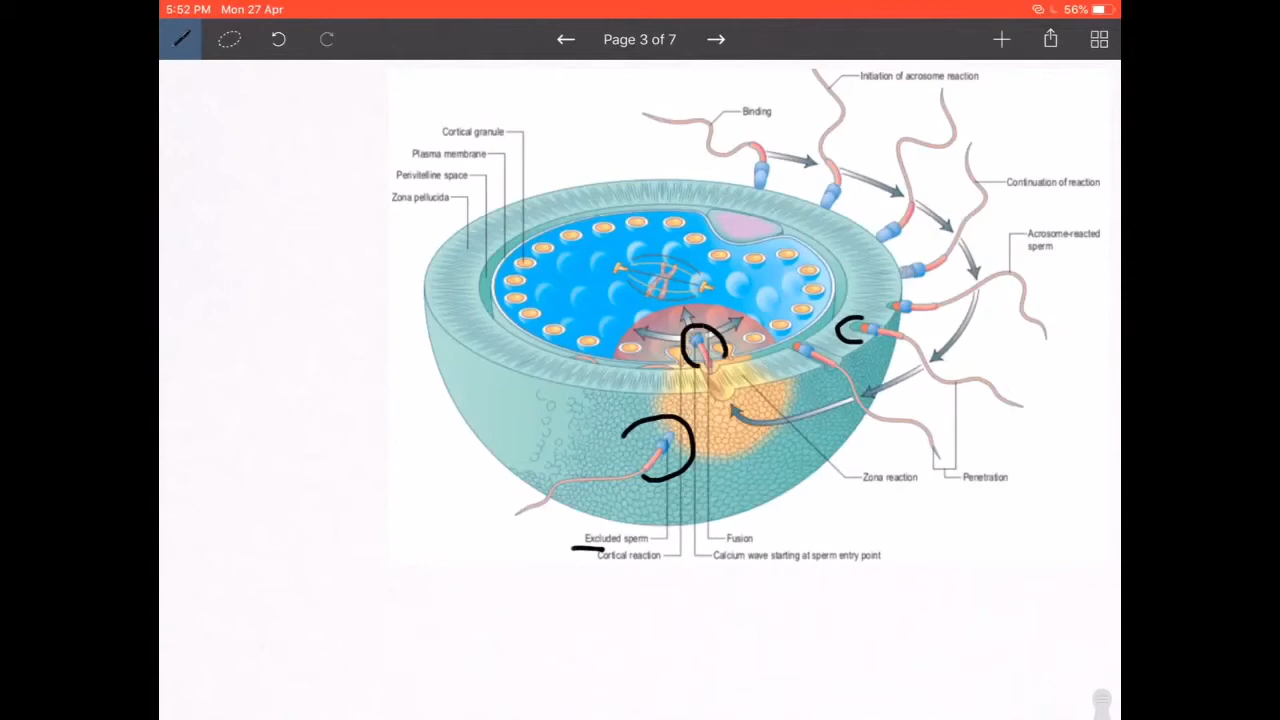 5:52 PM Mon 27 Apr
56%
Page 3 of 7
Initiation of acrosome reaction
Binding
Cortical granule
Plasma membrane
Perivitelline space
Zona pellucida
Continuation of reaction
Acrosome-reacted
sperm
Zona reaction
Penetration
Excluded sperm
Fusion
Cortical reaction
Calcium wave starting at sperm entry point